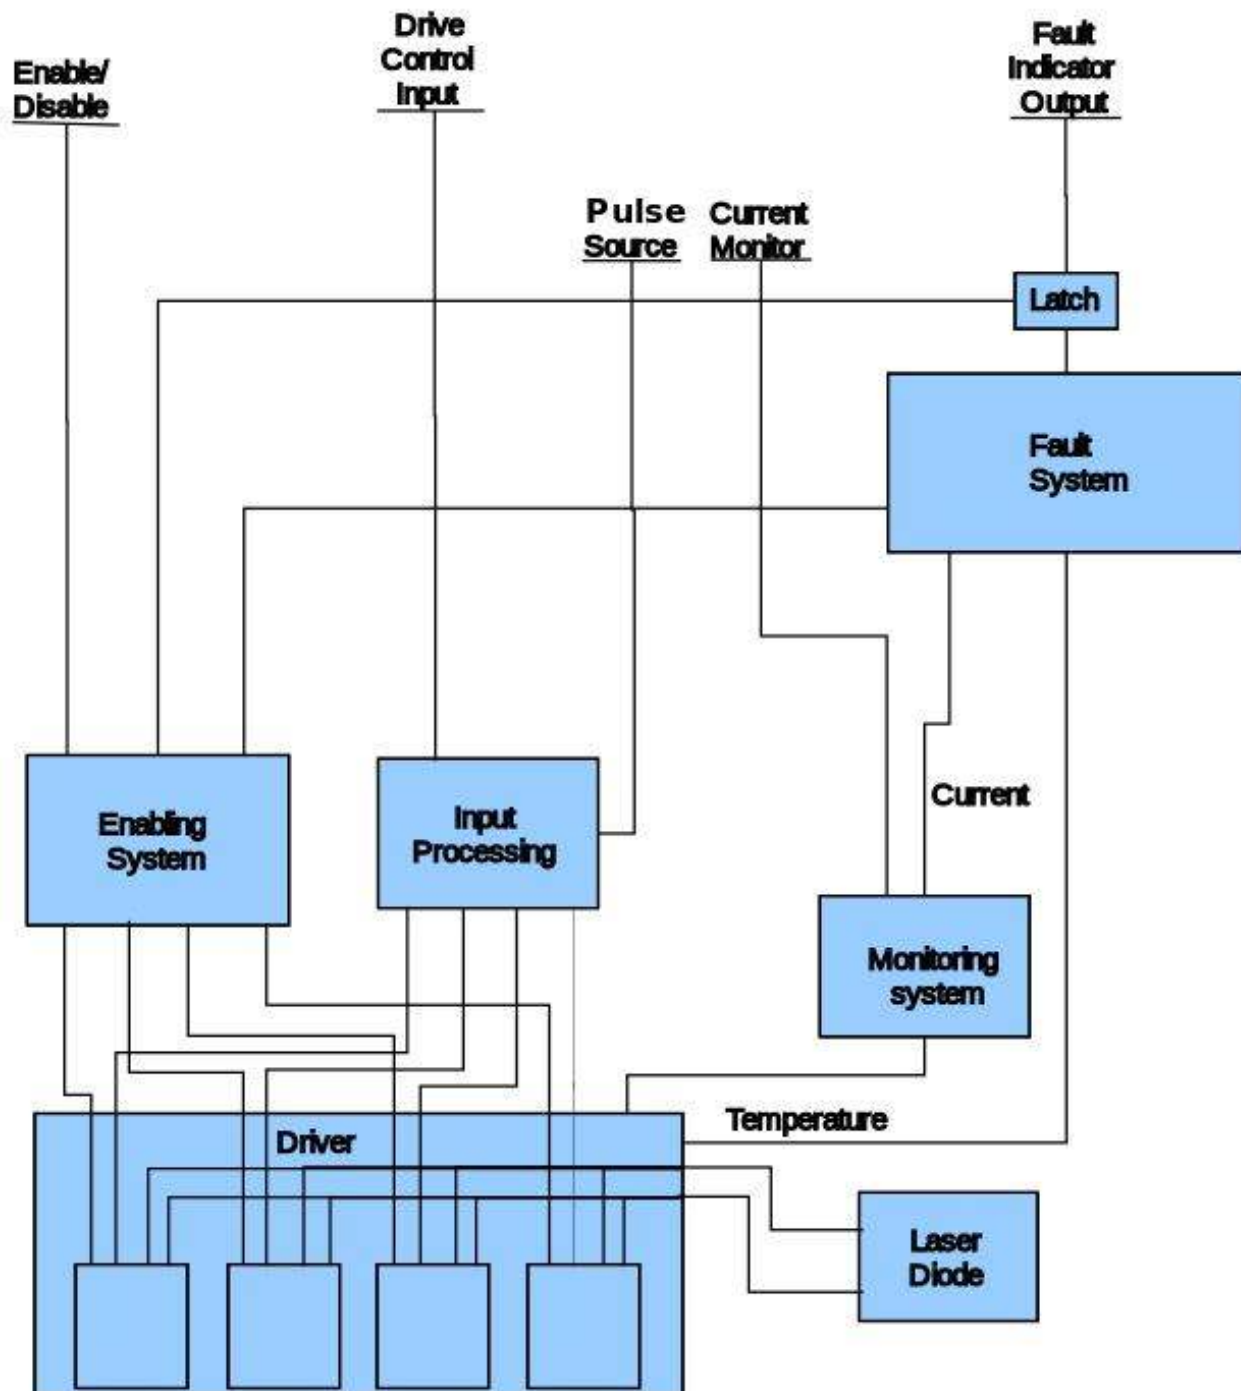 Drive
Control
Input
Enable/
Disable
Fault
Indicator
Output
Pulse
Source
Current
Monitor
Latch
Fault
System
Enabling
System
Input
Processing
Current
Monitoring
system
Temperature
Driver
Laser
Diode